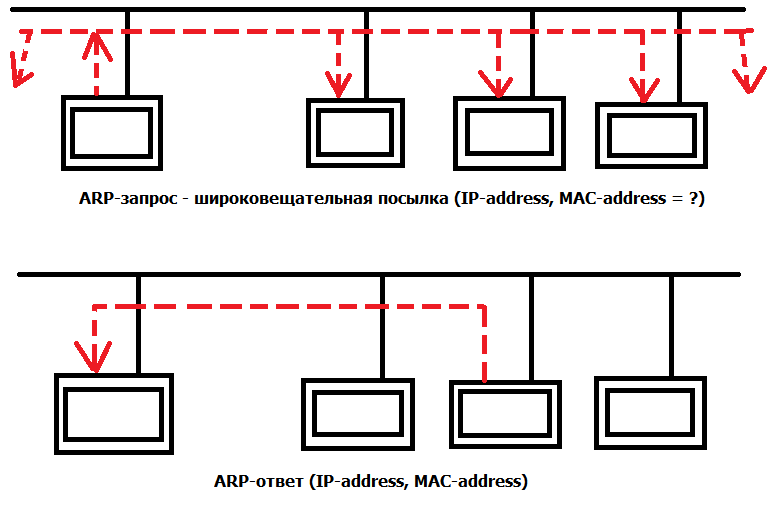 ARP-запрос - широковещательная посылка (IP-address, MAC-address = ?)
ARP-ответ (IP-address, MAC-address)